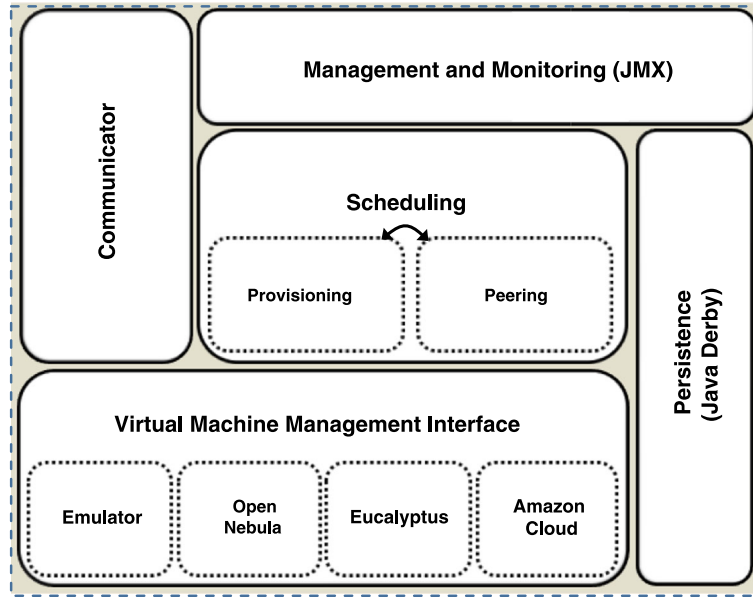 Communicator
Management and Monitoring (JMX)
Scheduling
Provisioning
Peering
Persistence
(Java Derby)
Virtual Machine Management Interface
Emulator
Open
Nebula
Eucalyptus
Amazon
Cloud